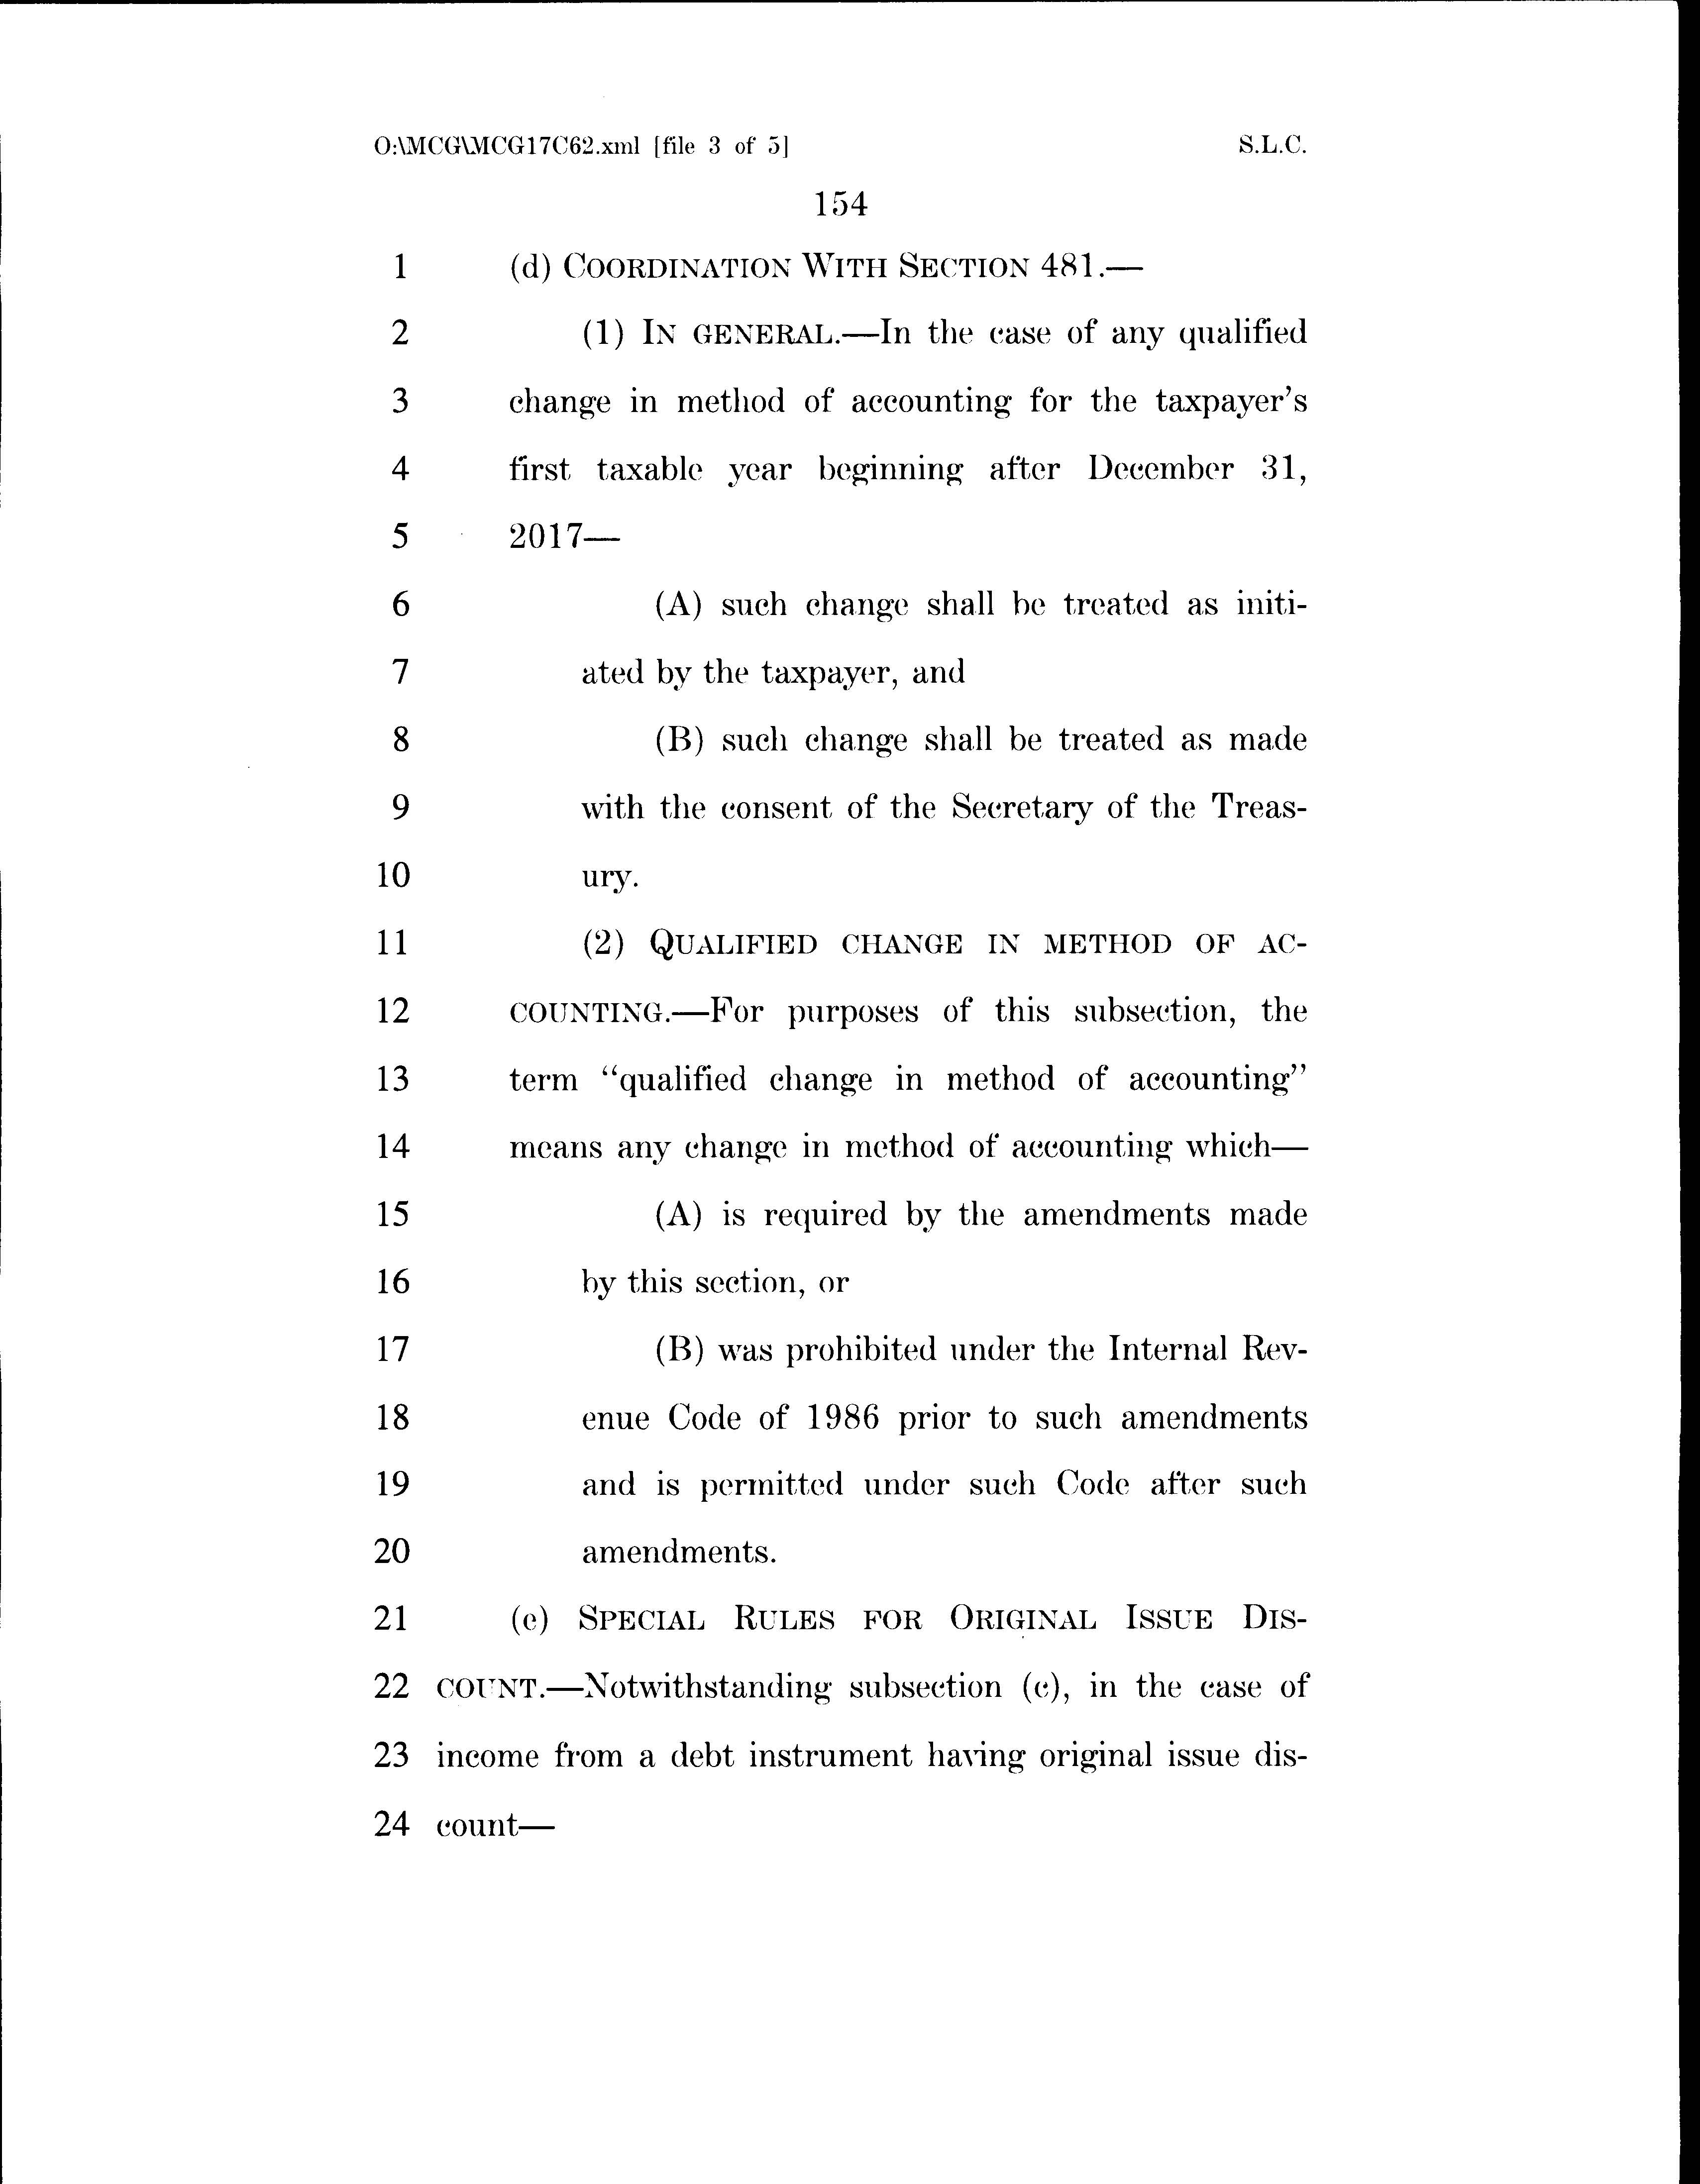 O:\MCG\MCG17C62.xml [file 3 of 5] S.L.C.
154
1 (d) COORDINATION WITH SECTION 481.—
2 (1) IN GENERAL.—In the case of any qualified
3 change in method of accounting for the taxpayer's
4 first taxable year beginning after December 31,
5 2017—
6 (A) such change shall be treated as initi-
7 ated by the taxpayer, and
8 (B) such change shall be treated as made
9 with the consent of the Secretary of the Treas-
10 ury.
11 (2) QUALIFIED CHANGE IN METHOD OF AC-
12 COUNTING.—For purposes of this subsection, the
13 term “qualified change in method of accounting”
14 means any change in method of accounting which—
15 (A) is required by the amendments made
16 by this section, or
17 (B) was prohibited under the Internal Rev-
18 enue Code of 1986 prior to such amendments
19 and is permitted under such Code after such
20 amendments.
21 (e) SPECIAL RULES FOR ORIGINAL ISSUE DIS-
22 COUNT.—Notwithstanding subsection (c), in the case of
23 income from a debt instrument having original issue dis-
24 count—